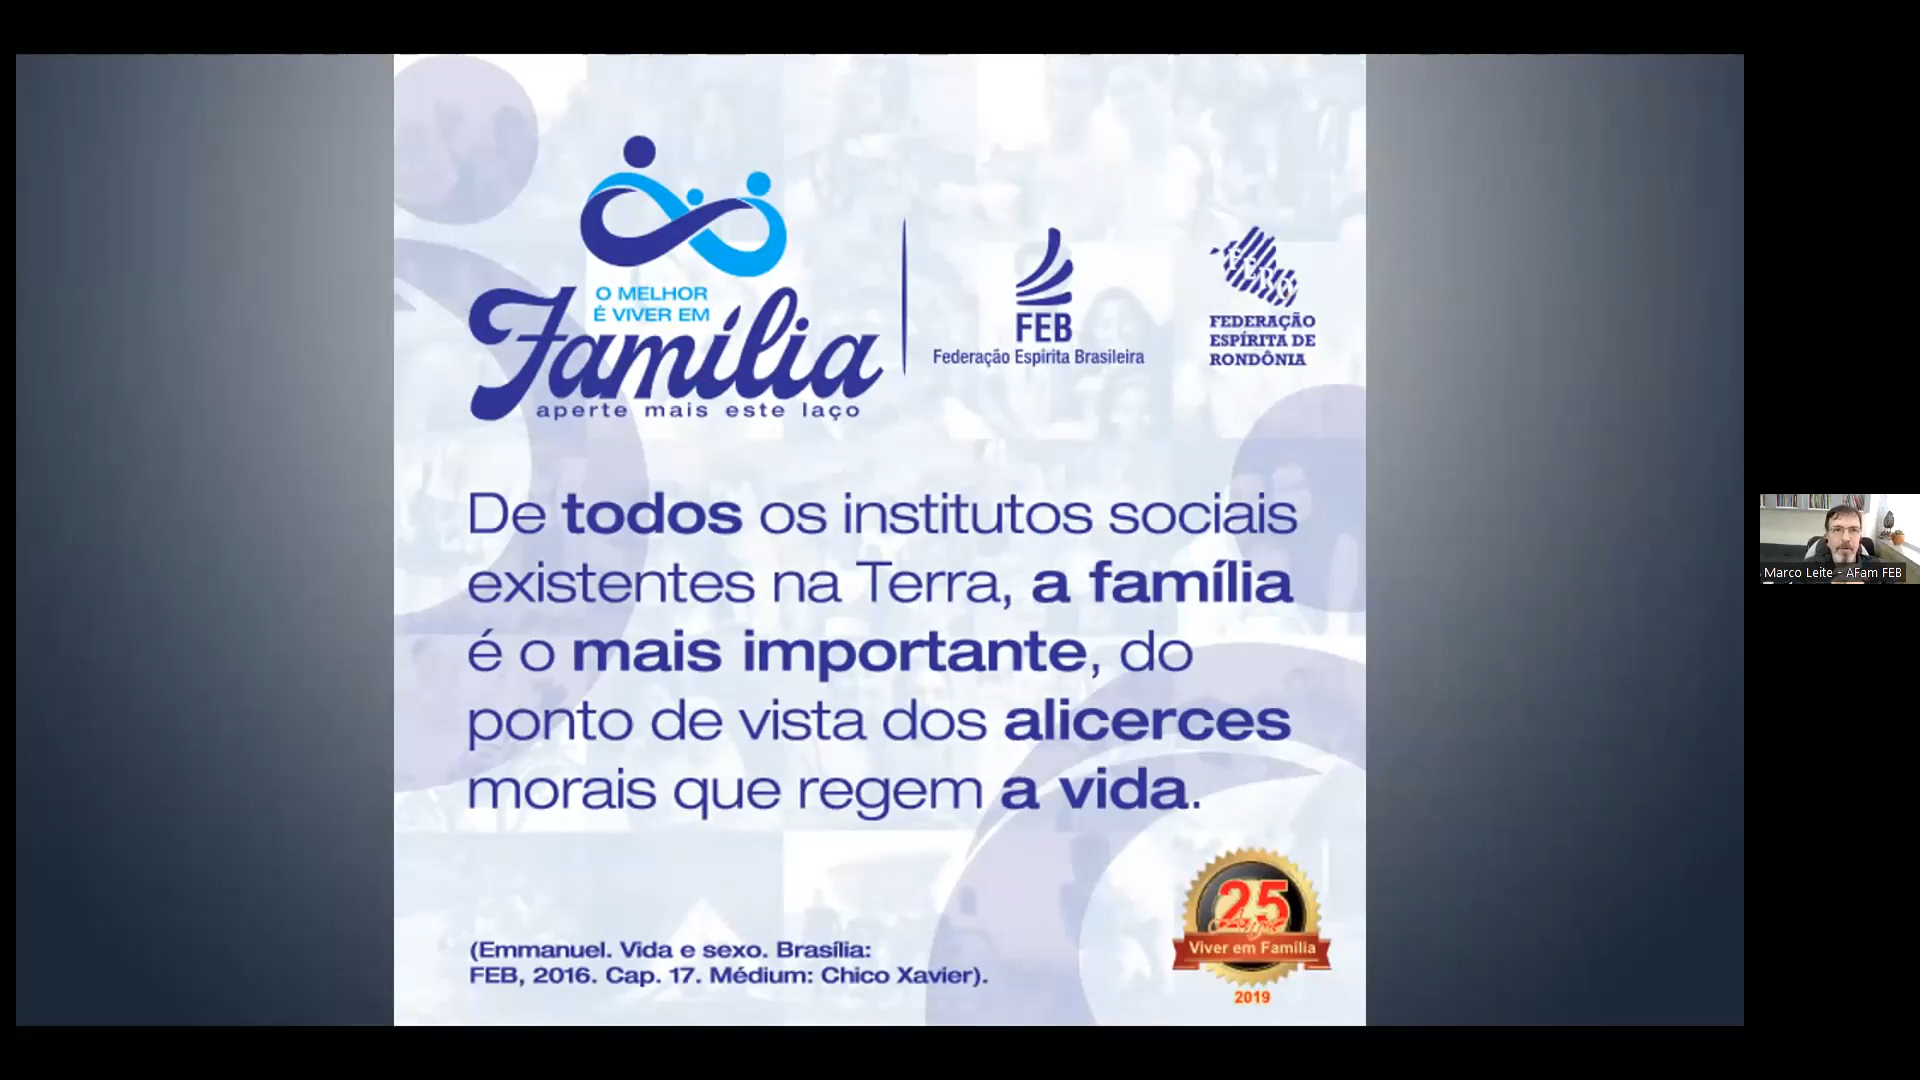 O MELHOR
É VIVER EM
Família
aperte mais este laço
FEB
Federação Espírita Brasileira
FERO
FEDERAÇÃO
ESPÍRITA DE
RONDÔNIA
De todos os institutos sociais
existentes na Terra, a família
é o mais importante, do
ponto de vista dos alicerces
morais que regem a vida.
(Emmanuel. Vida e sexo. Brasília:
FEB, 2016. Cap. 17. Médium: Chico Xavier).
25
Viver em Família
2019
Marco Leite - AFam FEB